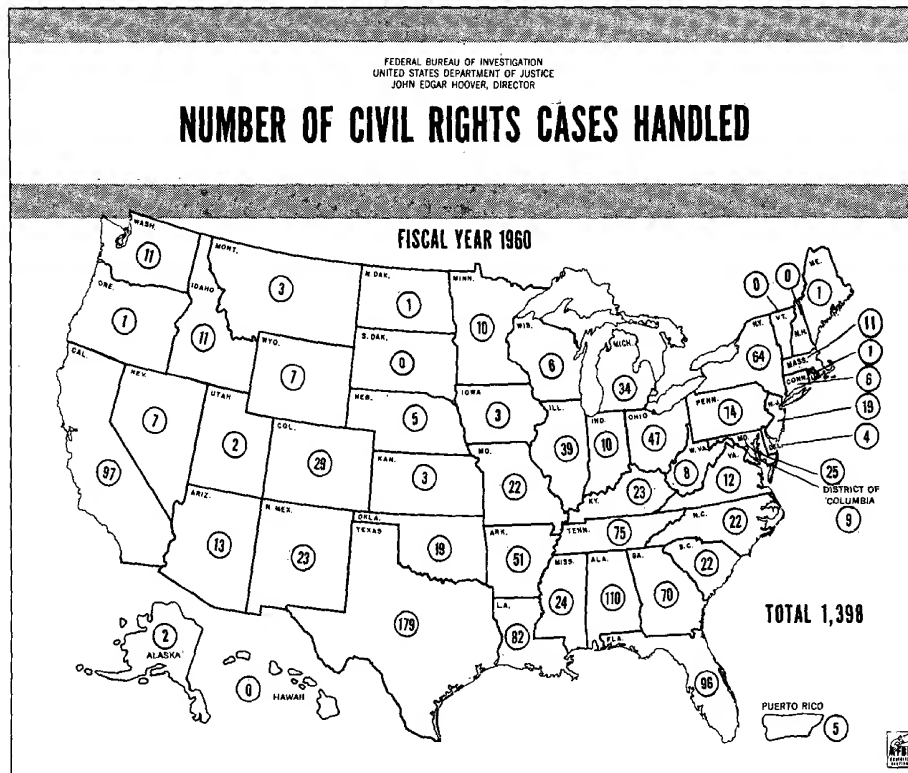 FEDERAL BUREAU OF INVESTIGATION
UNITED STATES DEPARTMENT OF JUSTICE
JOHN EDGAR HOOVER, DIRECTOR
NUMBER OF CIVIL RIGHTS CASES HANDLED
FISCAL YEAR 1960
WASH.
11
MONT.
3
N. DAK.
1
MINN.
10
ORE.
1
IDAHO
11
WYO.
7
S. DAK.
0
WIS.
6
MICH.
34
N.Y.
64
VT.
0
N.H.
0
ME.
1
MASS.
11
1
CONN.
6
N.J.
19
DEL.
4
MD.
25
DISTRICT OF
COLUMBIA
9
CAL.
97
NEV.
7
UTAH
2
COL.
29
NEB.
5
IOWA
3
ILL.
39
IND.
10
OHIO
47
PENN.
74
W. VA.
8
VA.
12
KAN.
3
MO.
22
KY.
23
ARIZ.
13
N. MEX.
23
OKLA.
19
TEXAS
179
ARK.
51
TENN.
75
N.C.
22
S.C.
22
MISS.
24
ALA.
110
GA.
70
LA.
82
FLA.
96
TOTAL 1,398
2
ALASKA
0
HAWAII
PUERTO RICO
5